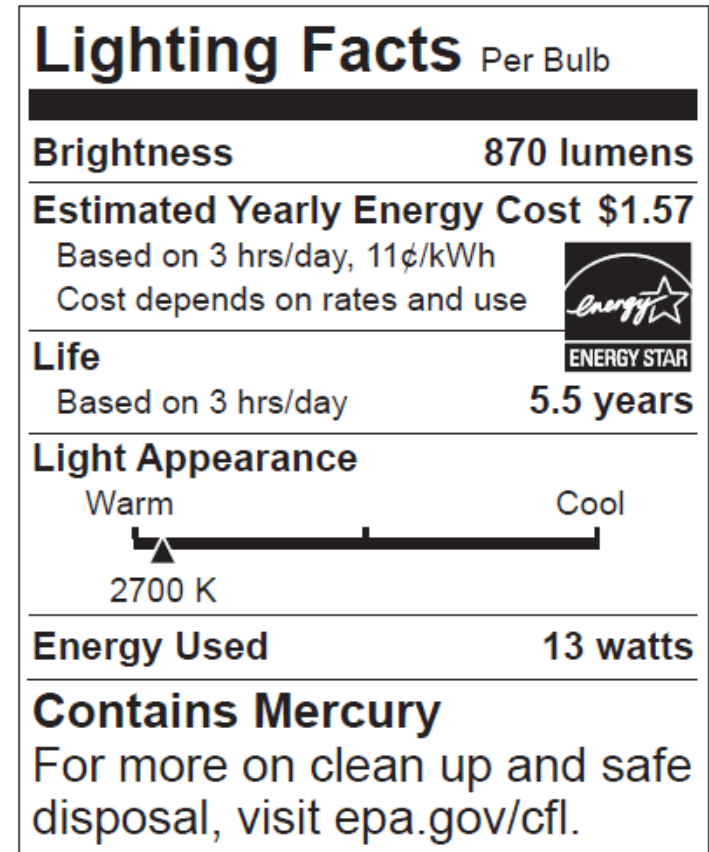 Lighting Facts Per Bulb
Brightness 870 lumens
Estimated Yearly Energy Cost $1.57
Based on 3 hrs/day, 11¢/kWh
Cost depends on rates and use
energy
ENERGY STAR
Life
Based on 3 hrs/day 5.5 years
Light Appearance
Warm Cool
2700 K
Energy Used 13 watts
Contains Mercury
For more on clean up and safe
disposal, visit epa.gov/cfl.